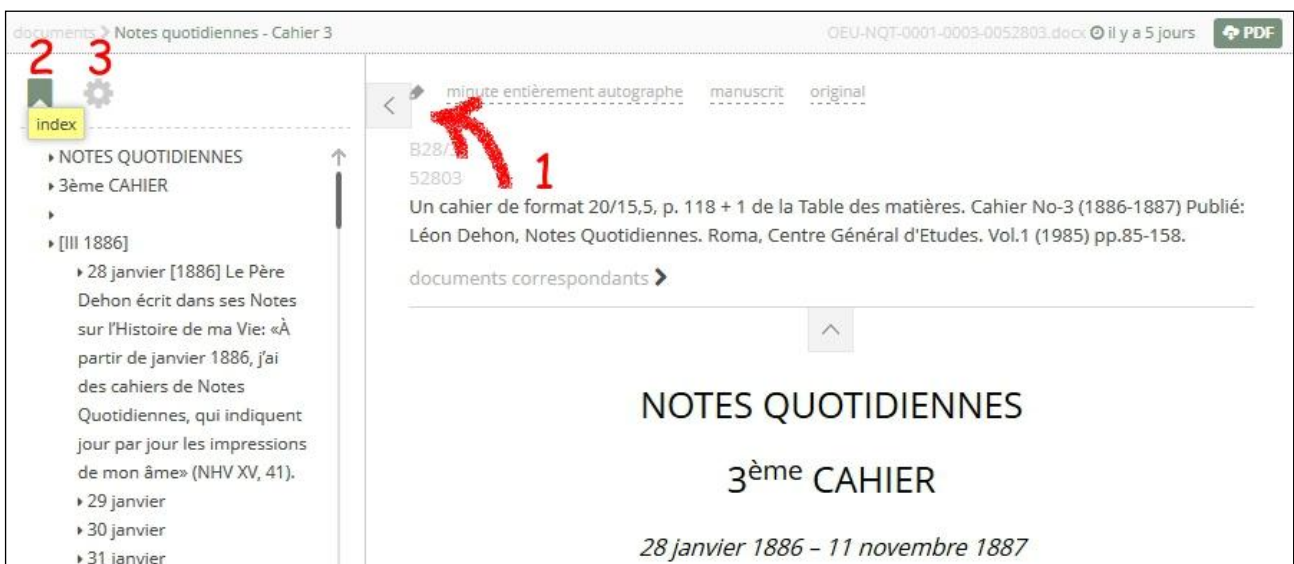 documents > Notes quotidiennes - Cahier 3
OEU-NQT-0001-0003-0052803.docx il y a 5 jours PDF
2 3
index
NOTES QUOTIDIENNES
3ème CAHIER
[III 1886]
28 janvier [1886] Le Père
Dehon écrit dans ses Notes
sur l'Histoire de ma Vie: «À
partir de janvier 1886, j'ai
des cahiers de Notes
Quotidiennes, qui indiquent
jour par jour les impressions
de mon âme» (NHV XV, 41).
29 janvier
30 janvier
31 janvier
minute entièrement autographe manuscrit original
1
52803
Un cahier de format 20/15,5, p. 118 + 1 de la Table des matières. Cahier No-3 (1886-1887) Publié:
Léon Dehon, Notes Quotidiennes. Roma, Centre Général d'Etudes. Vol.1 (1985) pp.85-158.
documents correspondants >
NOTES QUOTIDIENNES
3ème CAHIER
28 janvier 1886 – 11 novembre 1887